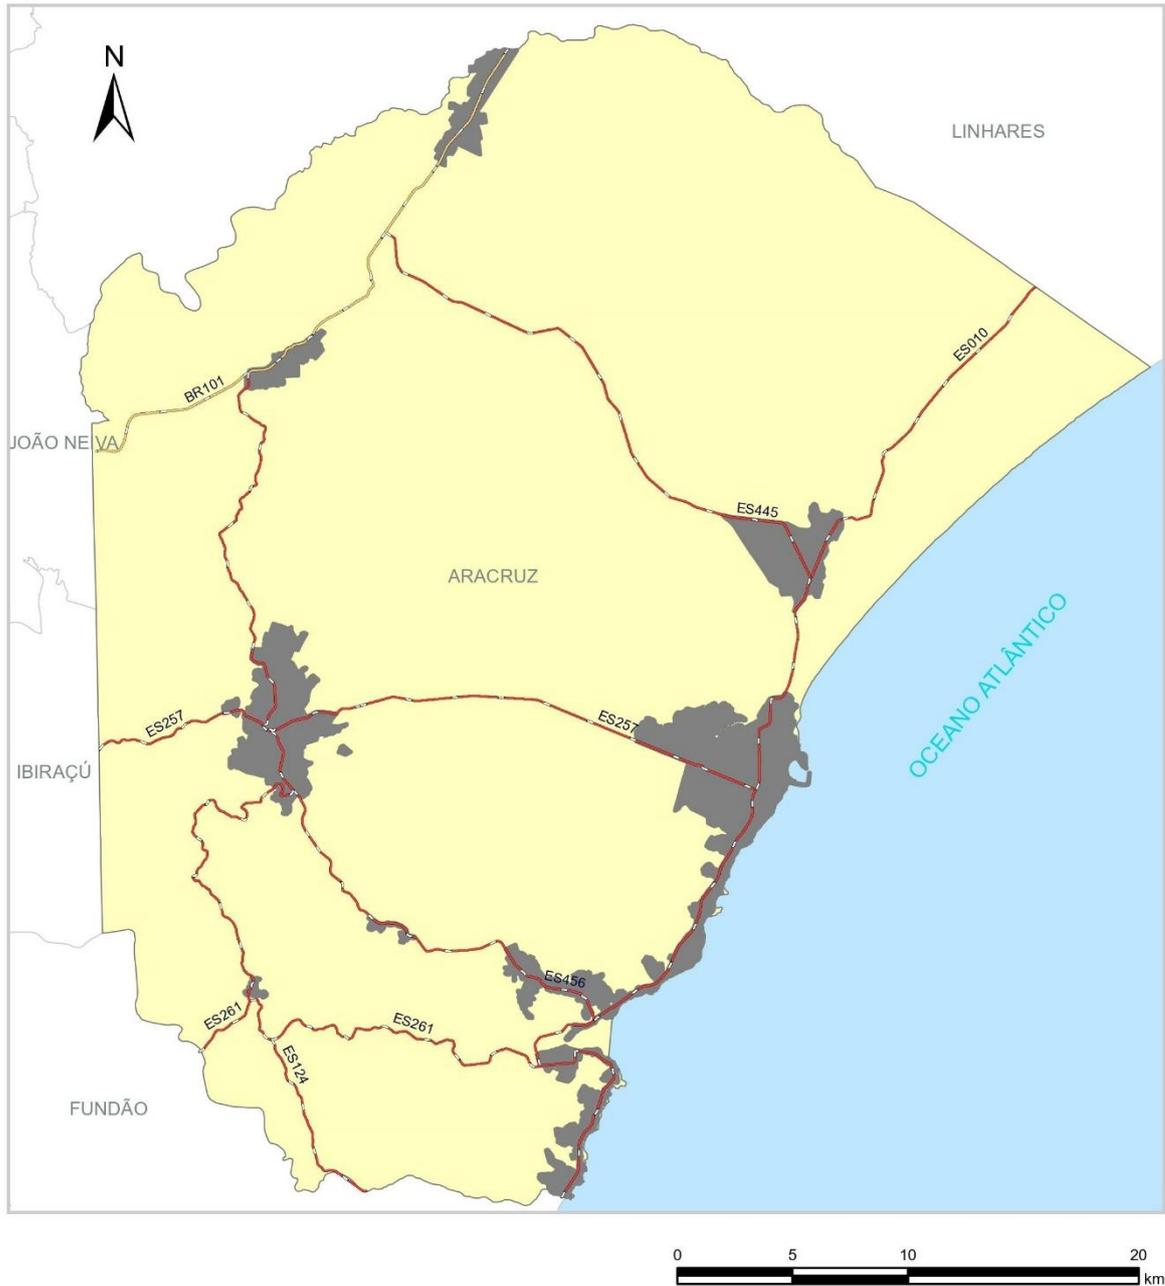 N
LINHARES
ES010
BR101
JOÃO NEIVA
ES445
ARACRUZ
OCEANO ATLÂNTICO
ES257
ES257
IBIRAÇÚ
ES456
ES261
ES261
ES124
FUNDÃO
0 5 10 20
km